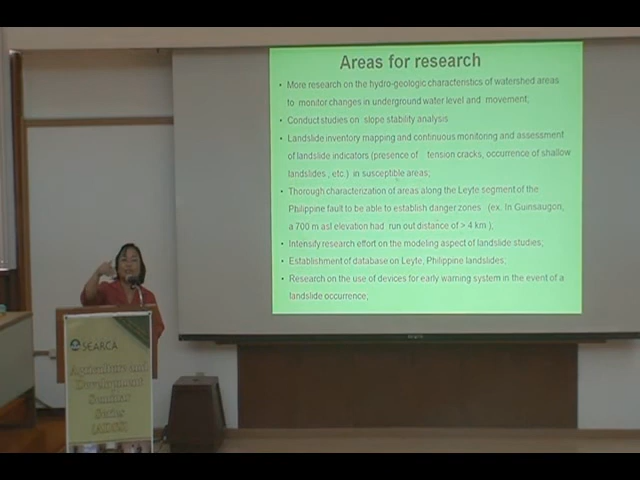 Areas for research
• More research on the hydro-geologic characteristics of watershed areas
to monitor changes in underground water level and movement;
• Conduct studies on slope stability analysis
• Landslide inventory mapping and continuous monitoring and assessment
of landslide indicators (presence of tension cracks, occurrence of shallow
landslides , etc.) in susceptible areas;
• Thorough characterization of areas along the Leyte segment of the
Philippine fault to be able to establish danger zones (ex. In Guinsaugon,
a 700 m asl elevation had run out distance of > 4 km ),
• Intensify research effort on the modeling aspect of landslide studies;
• Establishment of database on Leyte, Philippine landslides;
• Research on the use of devices for early warning system in the event of a
landslide occurrence;
SEARCA
Agriculture and
Development
Seminar
Series
(ADSS)